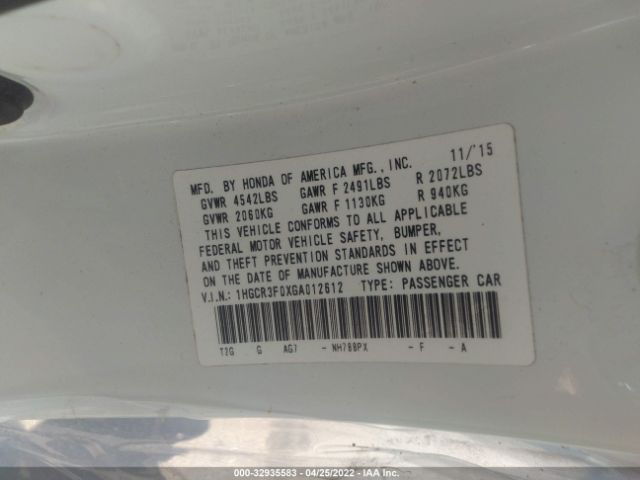 MFD. BY HONDA OF AMERICA MFG., INC. 11/'15
GVWR 4542LBS GAWR F 2491LBS R 2072LBS
GVWR 2060KG GAWR F 1130KG R 940KG
THIS VEHICLE CONFORMS TO ALL APPLICABLE
FEDERAL MOTOR VEHICLE SAFETY, BUMPER,
AND THEFT PREVENTION STANDARDS IN EFFECT
ON THE DATE OF MANUFACTURE SHOWN ABOVE.
V.I.N.: 1HGCR3F0XGA012612 TYPE: PASSENGER CAR
T2G G AG7 - NH788PX - F - A
000-32935583 - 04/25/2022 - IAA Inc.